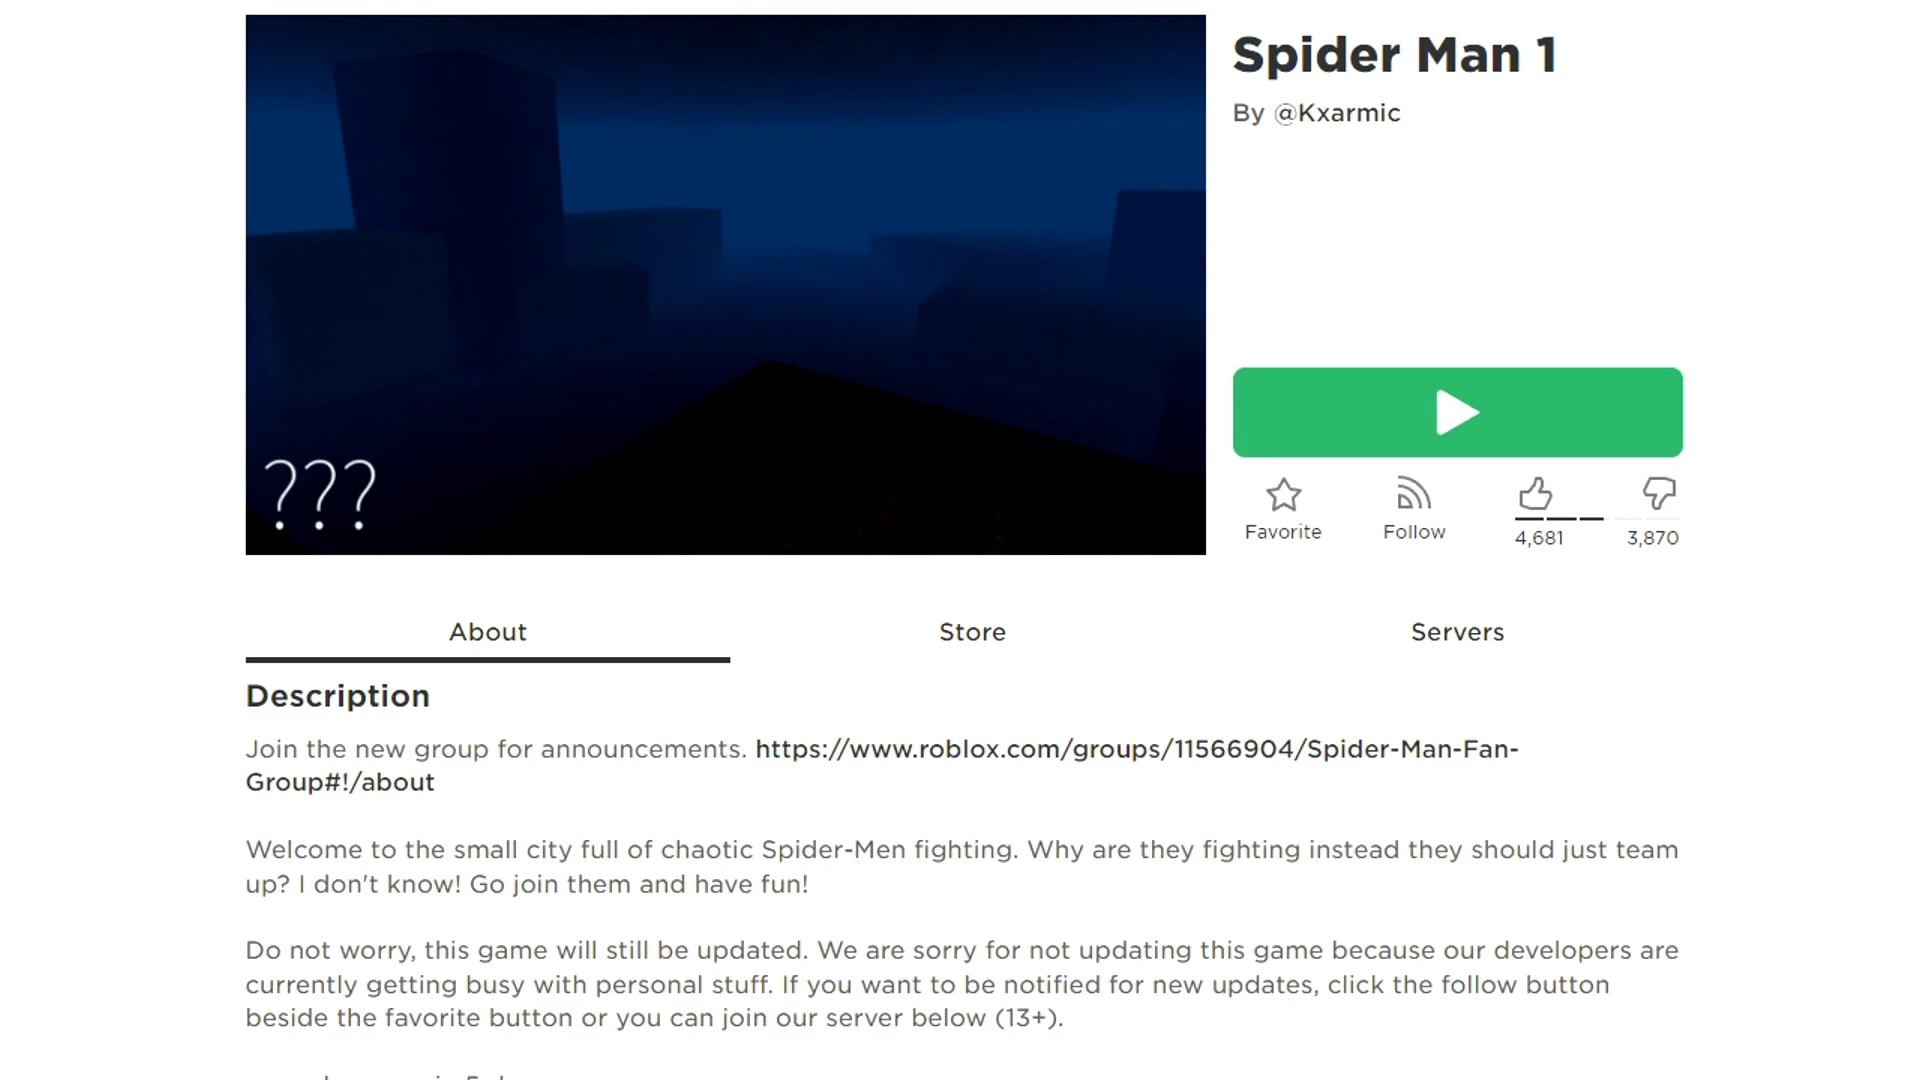 Spider Man 1
By @Kxarmic
???
Favorite
Follow
4,681
3,870
About
Store
Servers
Description
Join the new group for announcements. https://www.roblox.com/groups/11566904/Spider-Man-Fan-
Group#!/about
Welcome to the small city full of chaotic Spider-Men fighting. Why are they fighting instead they should just team
up? I don't know! Go join them and have fun!
Do not worry, this game will still be updated. We are sorry for not updating this game because our developers are
currently getting busy with personal stuff. If you want to be notified for new updates, click the follow button
beside the favorite button or you can join our server below (13+).